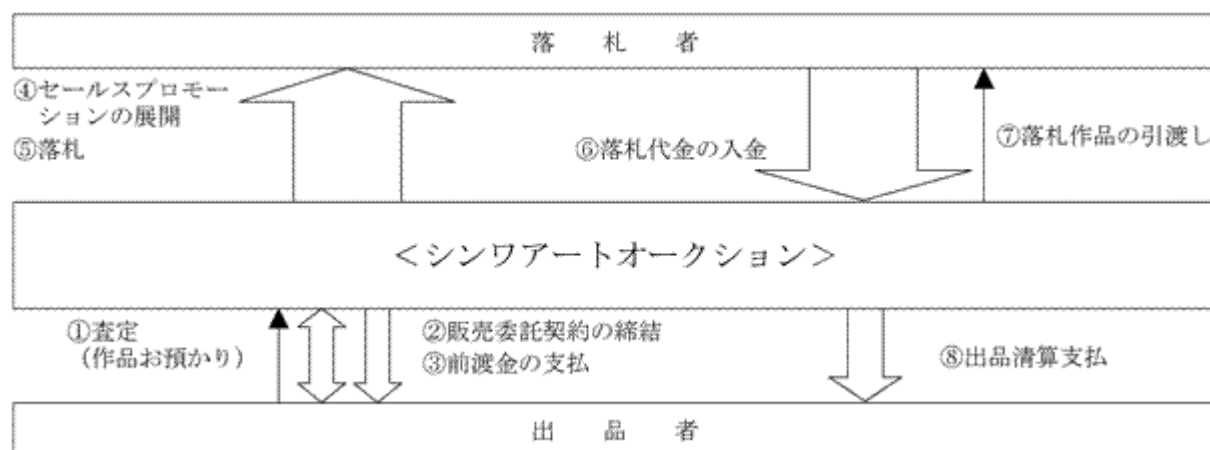 落札者
④セールスプロモー
ションの展開
⑤落札
⑥落札代金の入金
⑦落札作品の引渡し
＜シンワアートオークション＞
①査定
（作品お預かり）
②販売委託契約の締結
③前渡金の支払
⑧出品清算支払
出品者